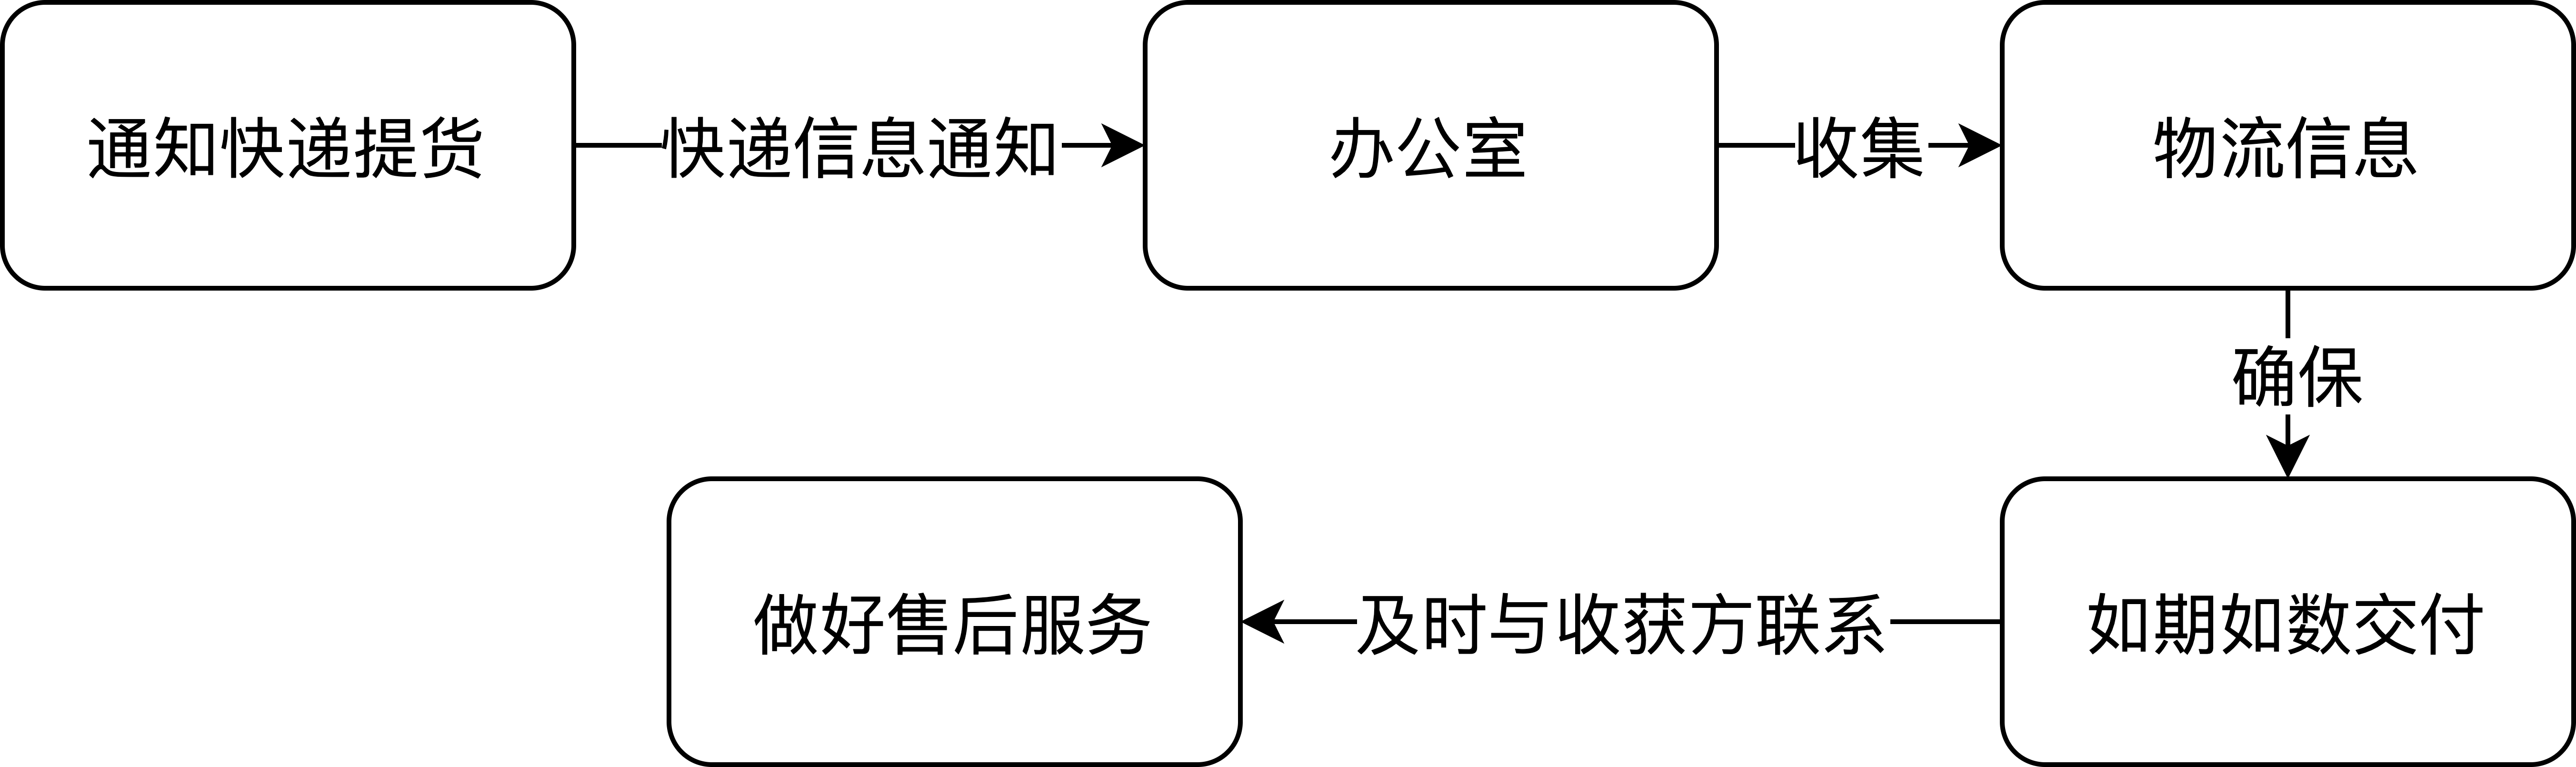 通知快递提货
快递信息通知
办公室
收集
物流信息
确保
如期如数交付
及时与收获方联系
做好售后服务